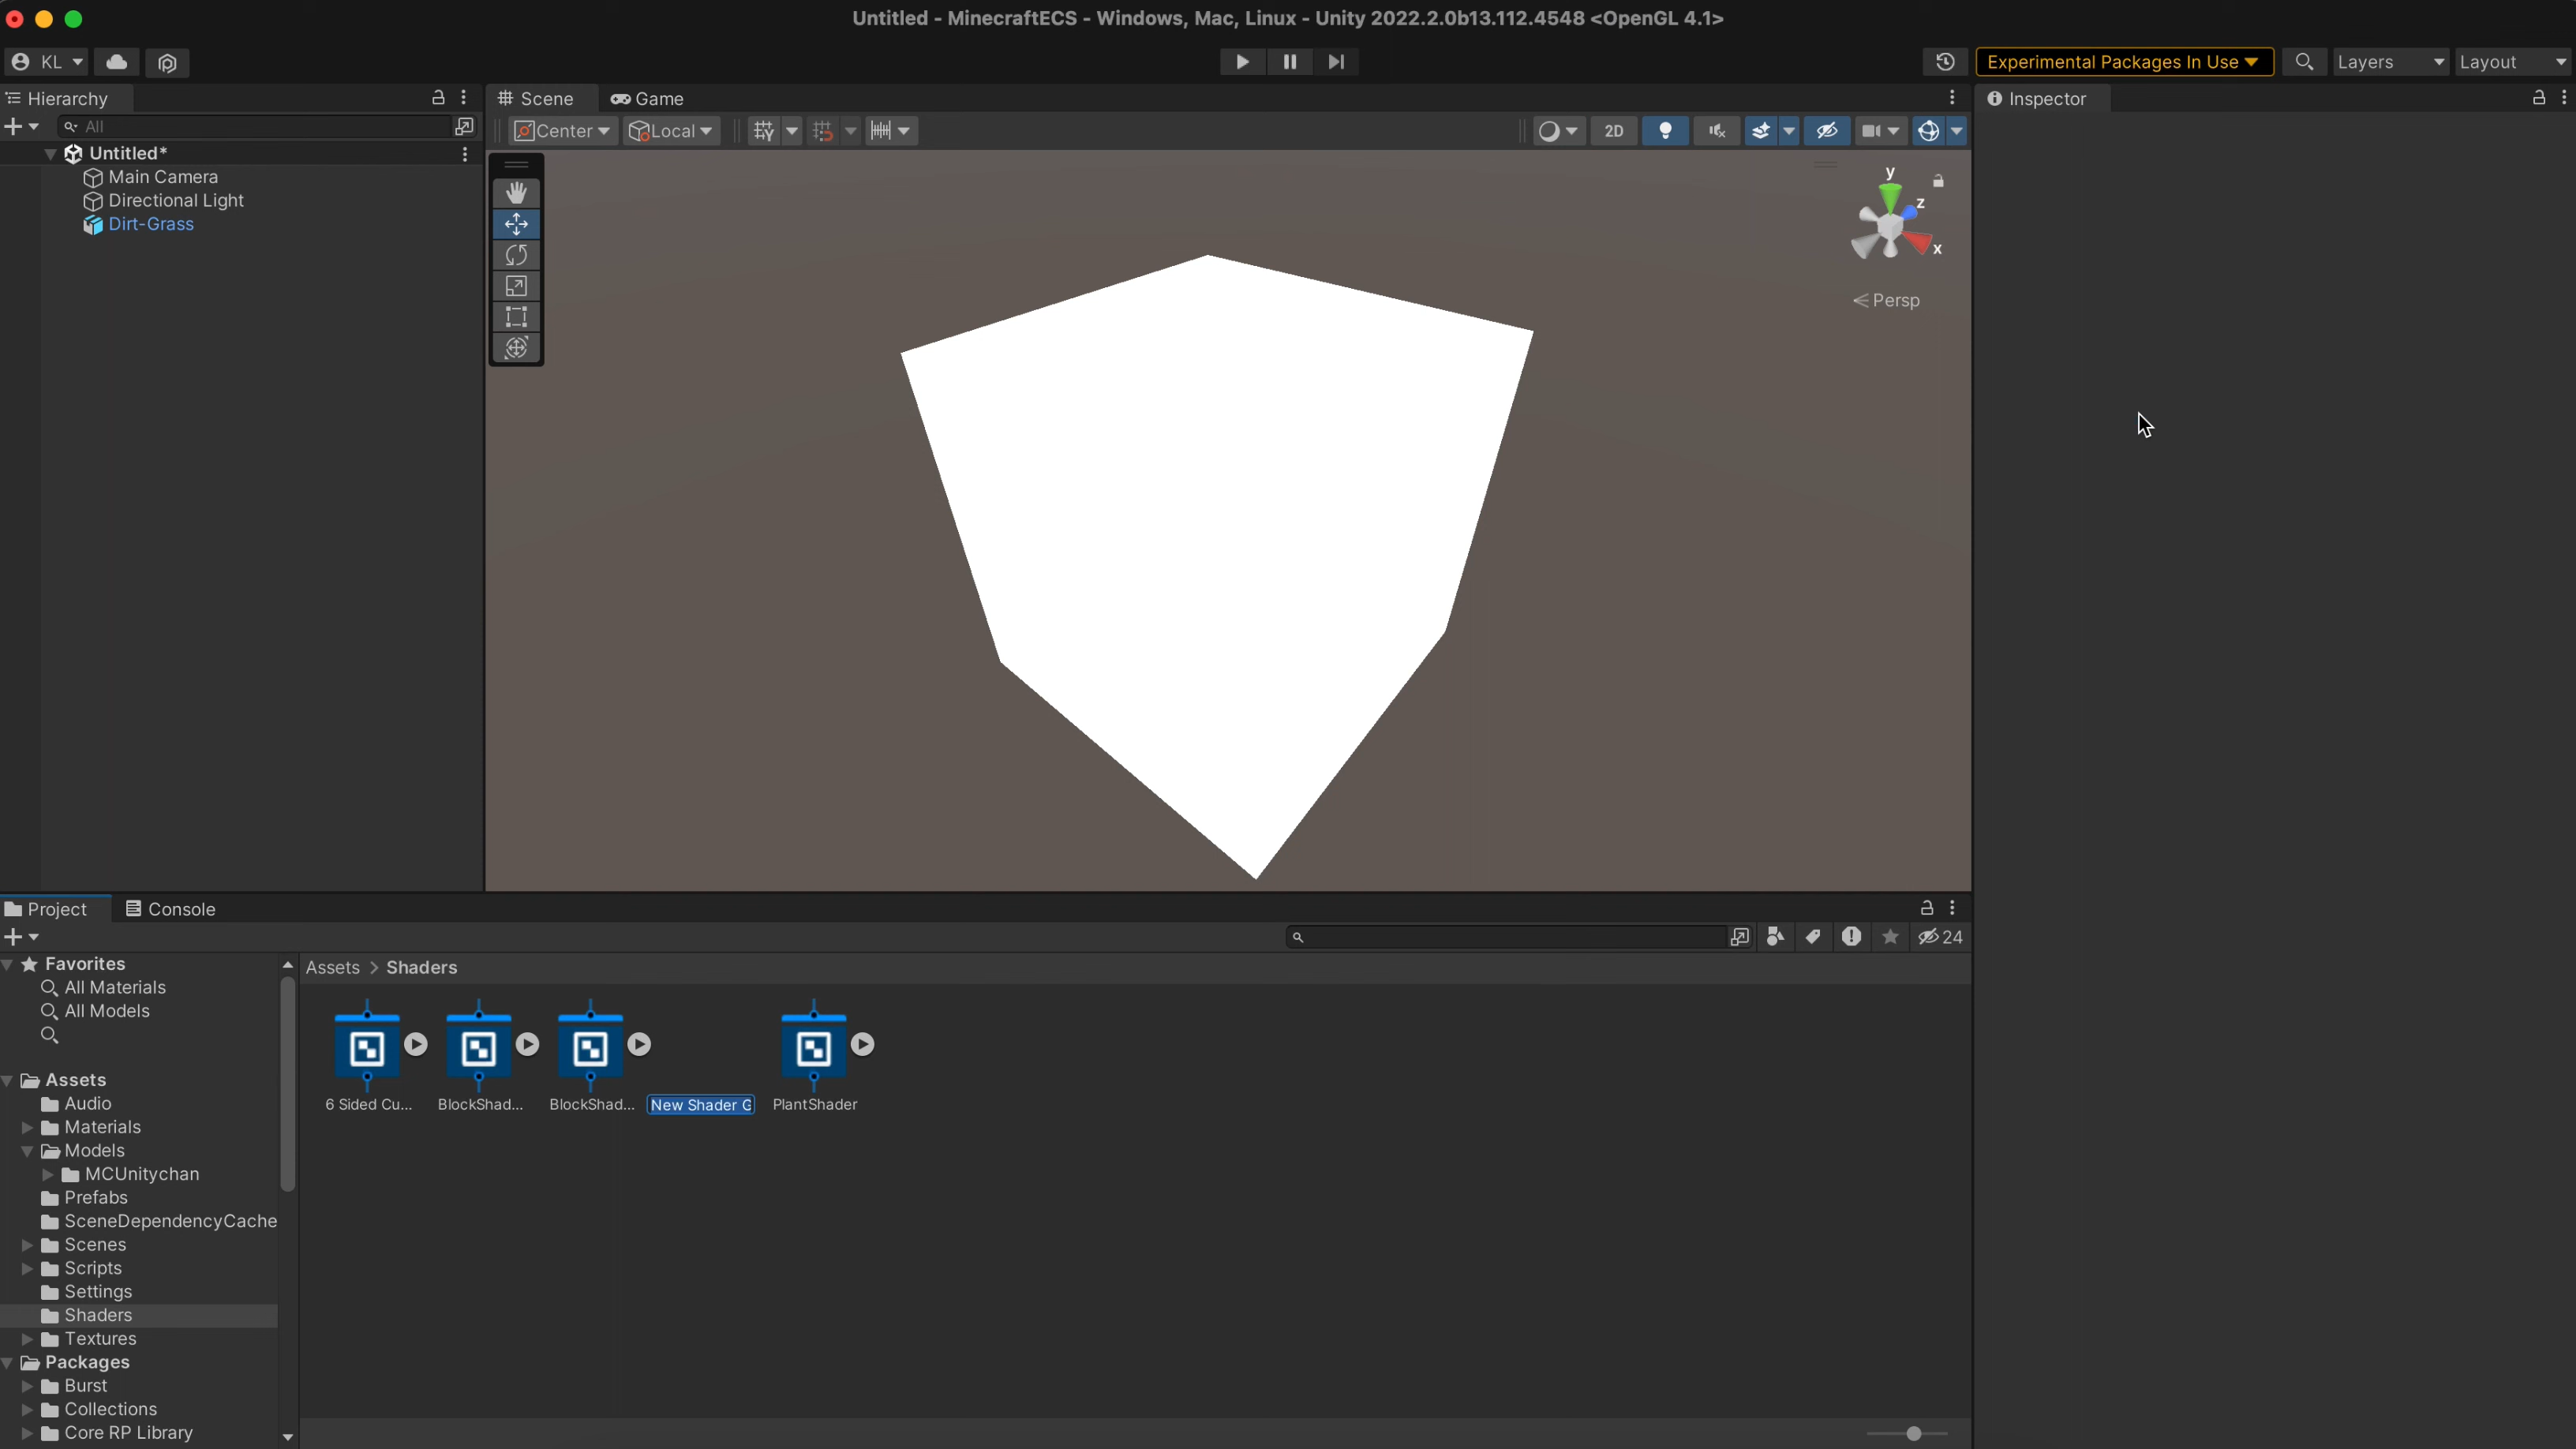 Untitled - MinecraftECS - Windows, Mac, Linux - Unity 2022.2.0b13.112.4548 <OpenGL 4.1>
KL
Experimental Packages In Use
Layers
Layout
Hierarchy
Scene
Game
Inspector
All
Center
Local
2D
Untitled*
Main Camera
Directional Light
Dirt-Grass
y
z
x
Persp
Project
Console
24
Favorites
All Materials
All Models
Assets
Audio
Materials
Models
MCUnitychan
Prefabs
SceneDependencyCache
Scenes
Scripts
Settings
Shaders
Textures
Packages
Burst
Collections
Core RP Library
Assets > Shaders
6 Sided Cu...
BlockShad...
BlockShad...
New Shader G
PlantShader